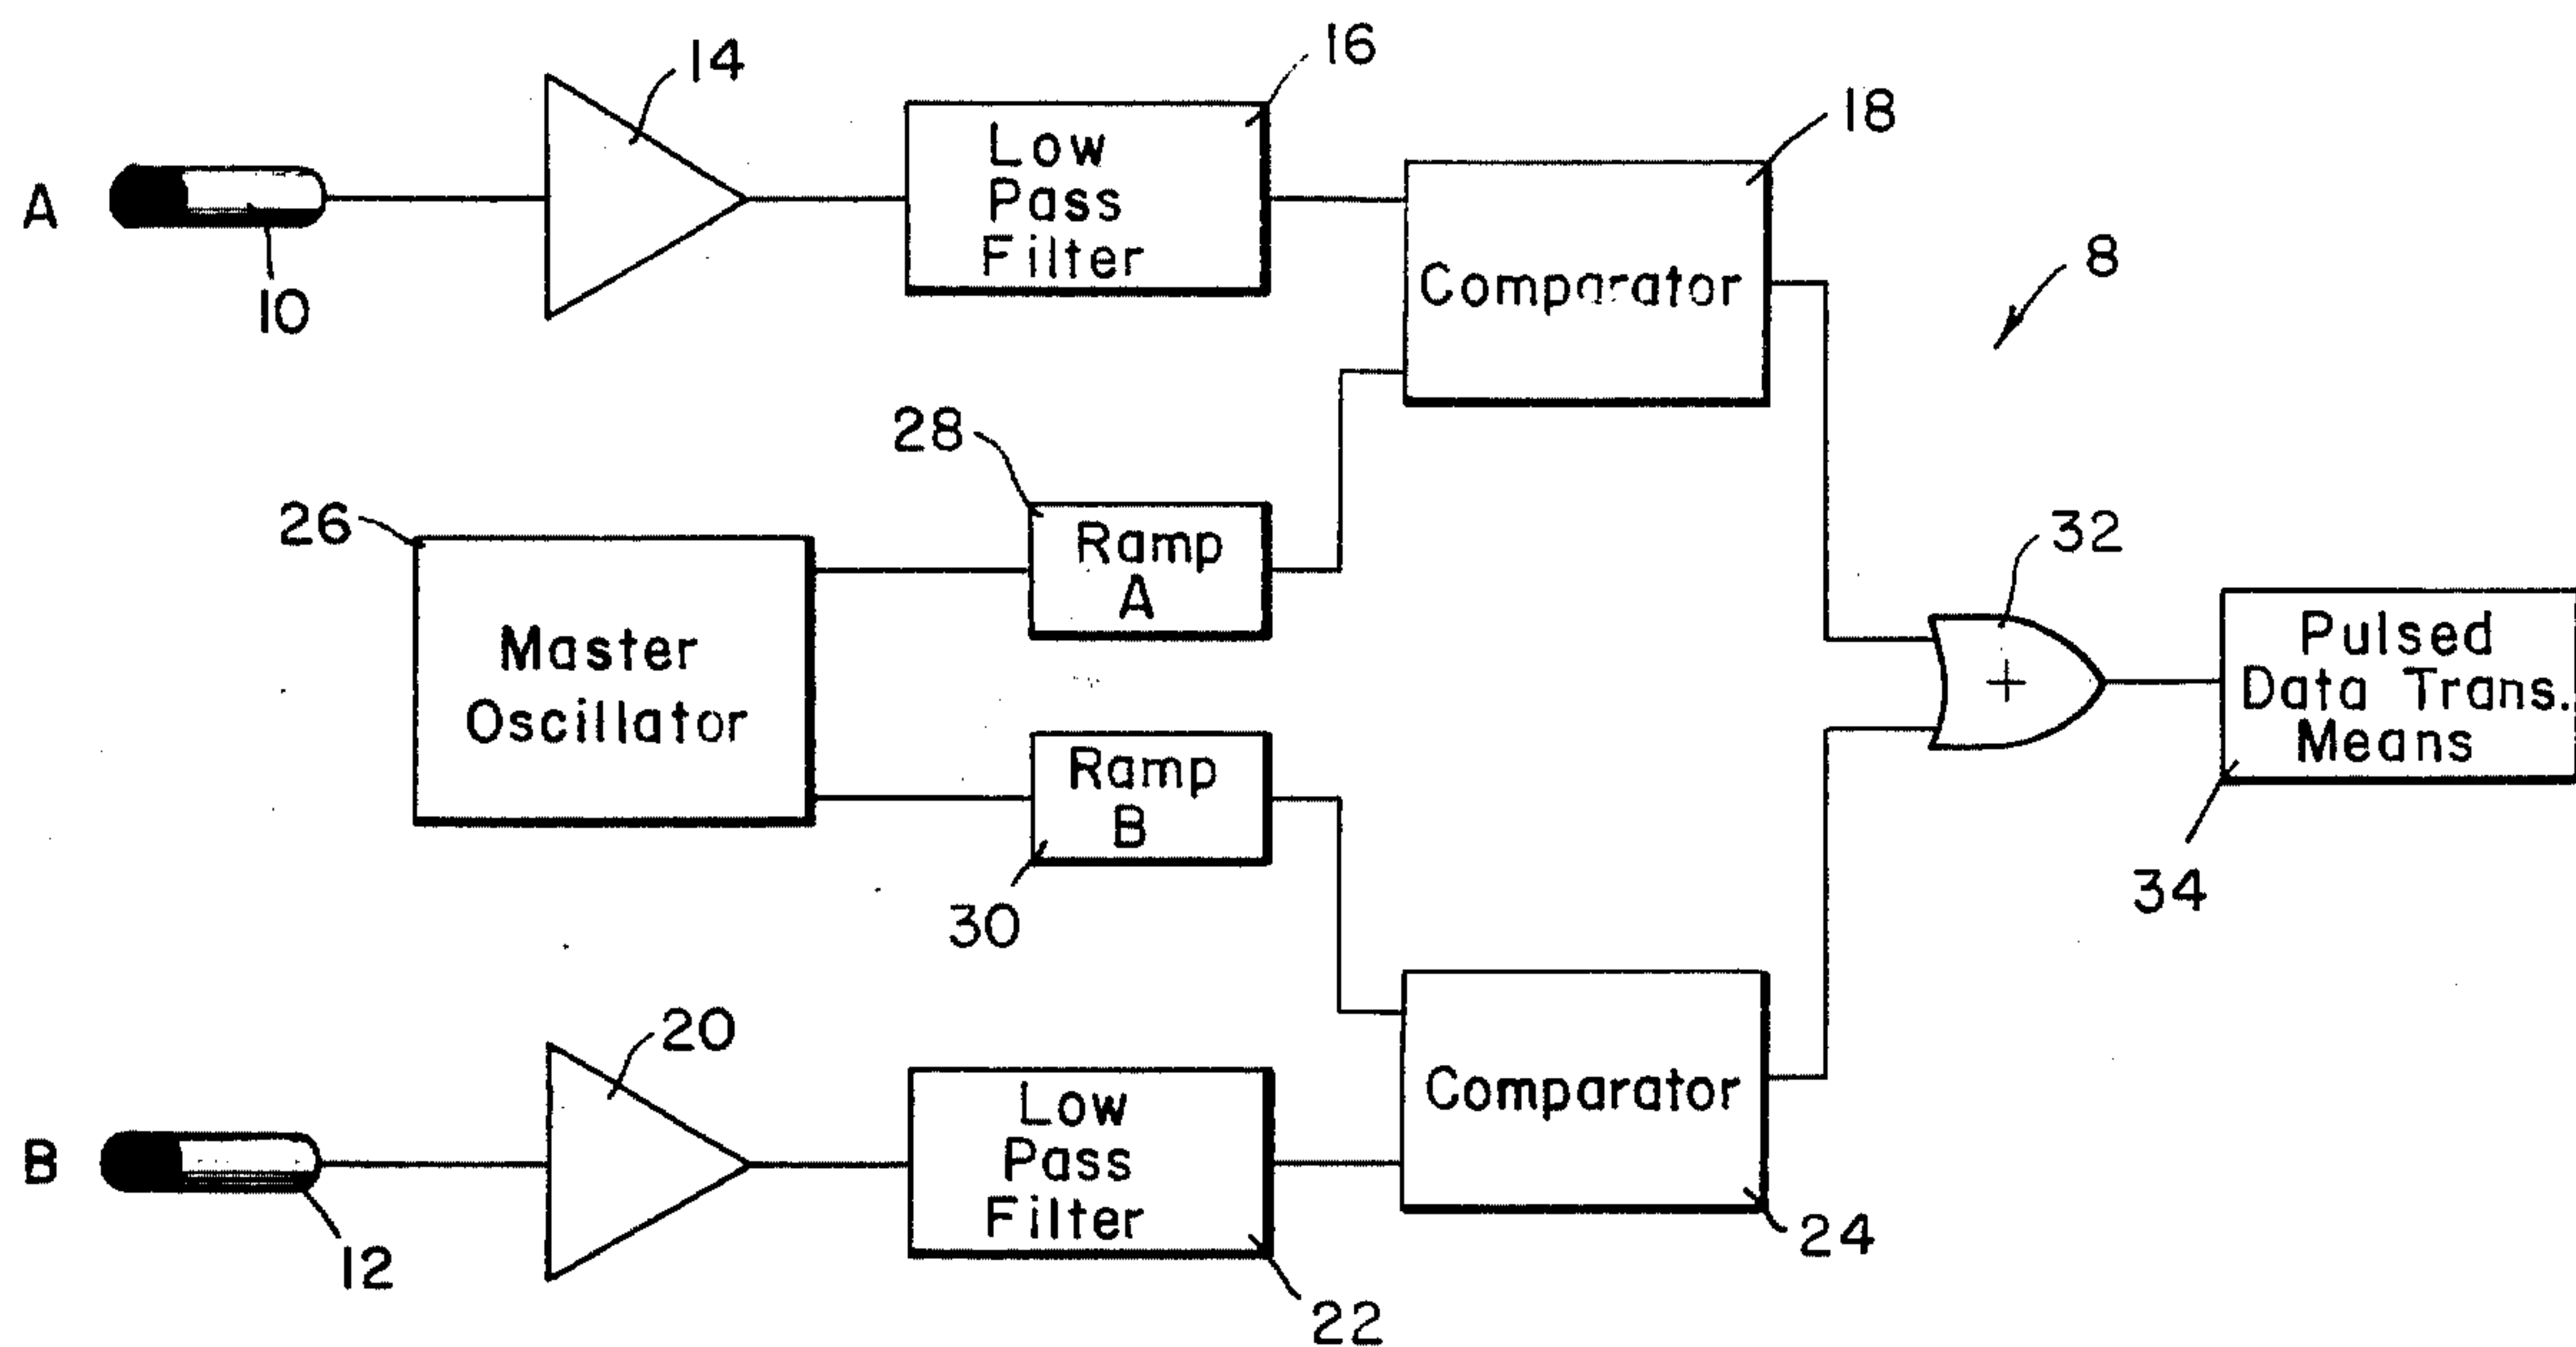 A
10
14
16
Low
Pass
Filter
18
Comparator
8
28
Ramp
A
26
Master
Oscillator
Ramp
B
30
32
+
Pulsed
Data Trans.
Means
34
B
12
20
Low
Pass
Filter
22
Comparator
24